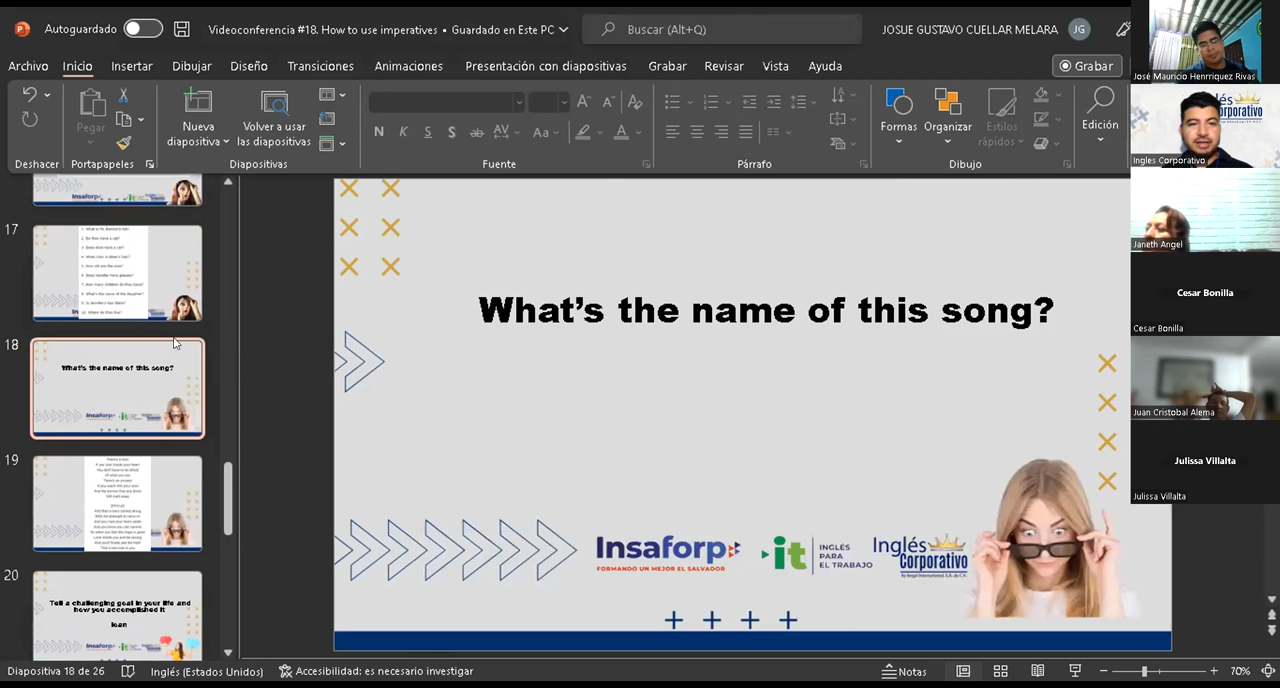 Autoguardado
Videoconferencia #18. How to use imperatives • Guardado en Este PC
Buscar (Alt+Q)
JOSUE GUSTAVO CUELLAR MELARA
JG
Archivo
Inicio
Insertar
Dibujar
Diseño
Transiciones
Animaciones
Presentación con diapositivas
Grabar
Revisar
Vista
Ayuda
Grabar
Pegar
Nueva
diapositiva
Volver a usar
las diapositivas
N K S S ab AV Aa A
Formas
Organizar
Estilos
rápidos
Edición
Deshacer
Portapapeles
Diapositivas
Fuente
Párrafo
Dibujo
17
18
What's the name of this song?
19
20
Tell a challenging goal in your life and
how you accomplished it
loan
What's the name of this song?
Insaforp
FORMANDO UN MEJOR EL SALVADOR
it
INGLÉS
PARA
EL TRABAJO
Inglés
Corporativo
José Mauricio Henrriquez Rivas
Ingles Corporativo
Janeth Angel
Cesar Bonilla
Cesar Bonilla
Juan Cristobal Alema
Julissa Villalta
Julissa Villalta
Diapositiva 18 de 26
Inglés (Estados Unidos)
Accesibilidad: es necesario investigar
Notas
70%